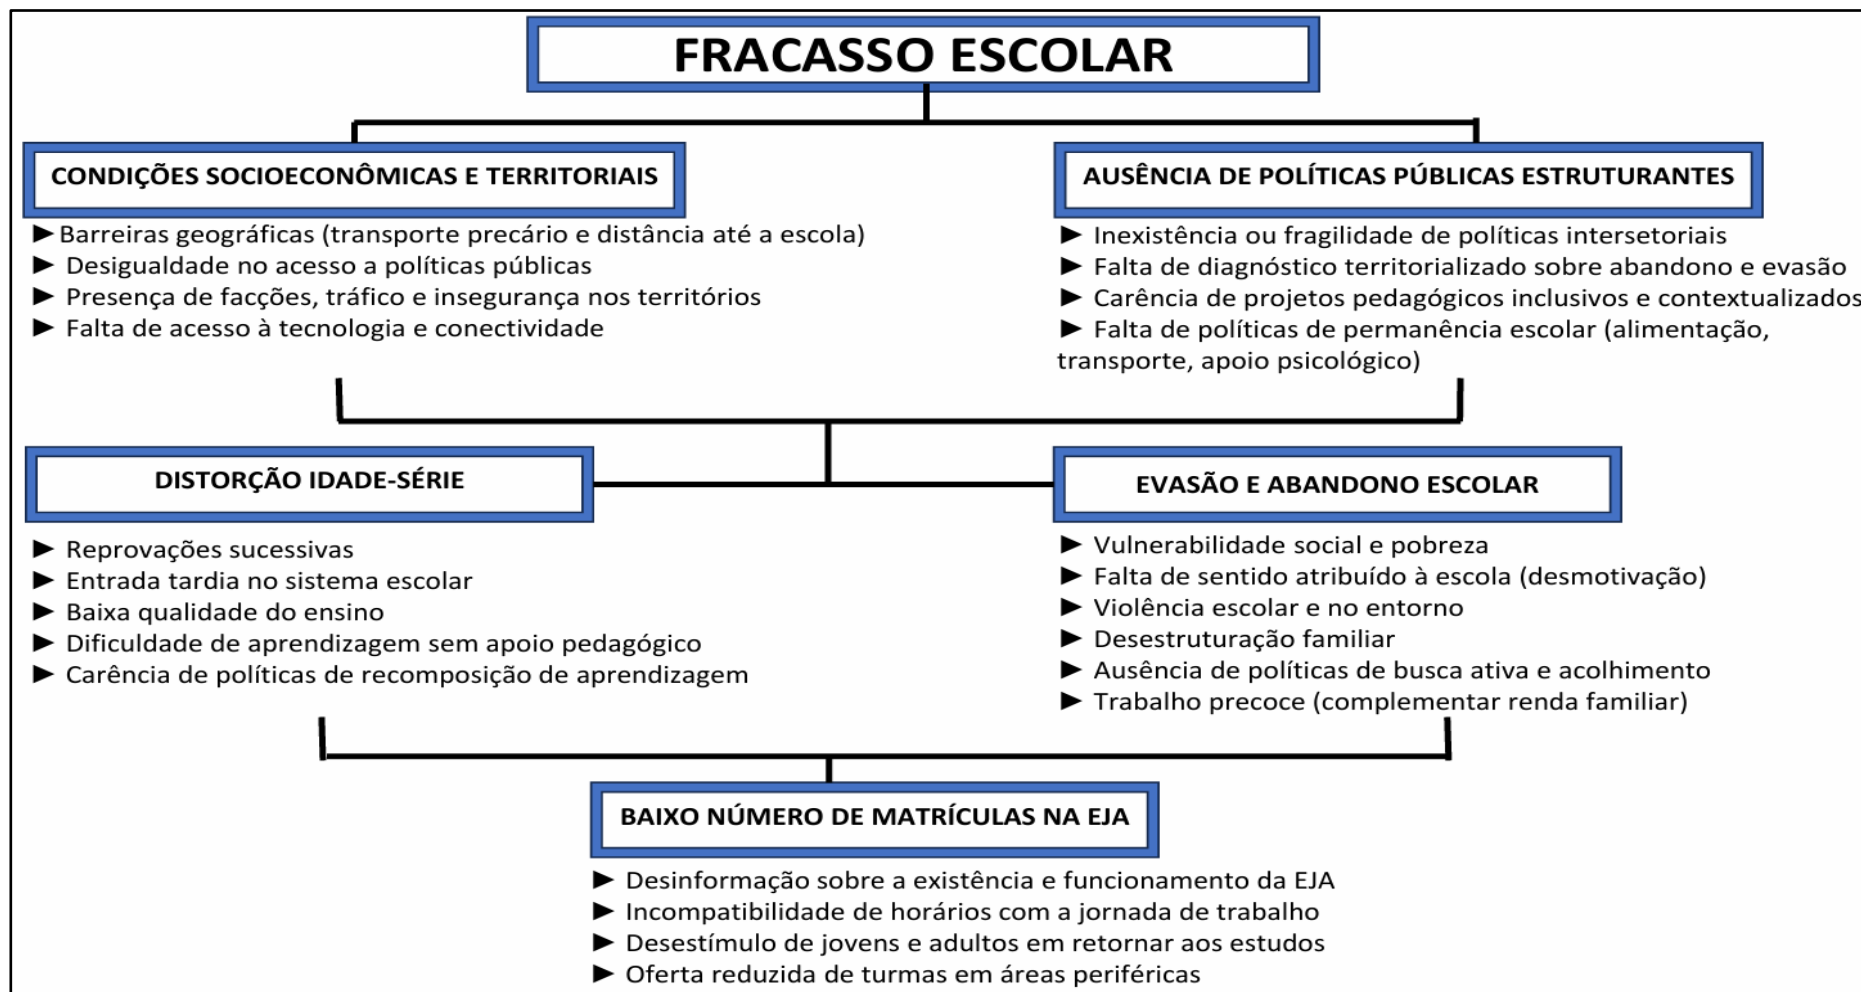 FRACASSO ESCOLAR
CONDIÇÕES SOCIOECONÔMICAS E TERRITORIAIS
► Barreiras geográficas (transporte precário e distância até a escola)
► Desigualdade no acesso a políticas públicas
► Presença de facções, tráfico e insegurança nos territórios
► Falta de acesso à tecnologia e conectividade
AUSÊNCIA DE POLÍTICAS PÚBLICAS ESTRUTURANTES
► Inexistência ou fragilidade de políticas intersetoriais
► Falta de diagnóstico territorializado sobre abandono e evasão
► Carência de projetos pedagógicos inclusivos e contextualizados
► Falta de políticas de permanência escolar (alimentação,
transporte, apoio psicológico)
DISTORÇÃO IDADE-SÉRIE
► Reprovações sucessivas
► Entrada tardia no sistema escolar
► Baixa qualidade do ensino
► Dificuldade de aprendizagem sem apoio pedagógico
► Carência de políticas de recomposição de aprendizagem
EVASÃO E ABANDONO ESCOLAR
► Vulnerabilidade social e pobreza
► Falta de sentido atribuído à escola (desmotivação)
► Violência escolar e no entorno
► Desestruturação familiar
► Ausência de políticas de busca ativa e acolhimento
► Trabalho precoce (complementar renda familiar)
BAIXO NÚMERO DE MATRÍCULAS NA EJA
► Desinformação sobre a existência e funcionamento da EJA
► Incompatibilidade de horários com a jornada de trabalho
► Desestímulo de jovens e adultos em retornar aos estudos
► Oferta reduzida de turmas em áreas periféricas